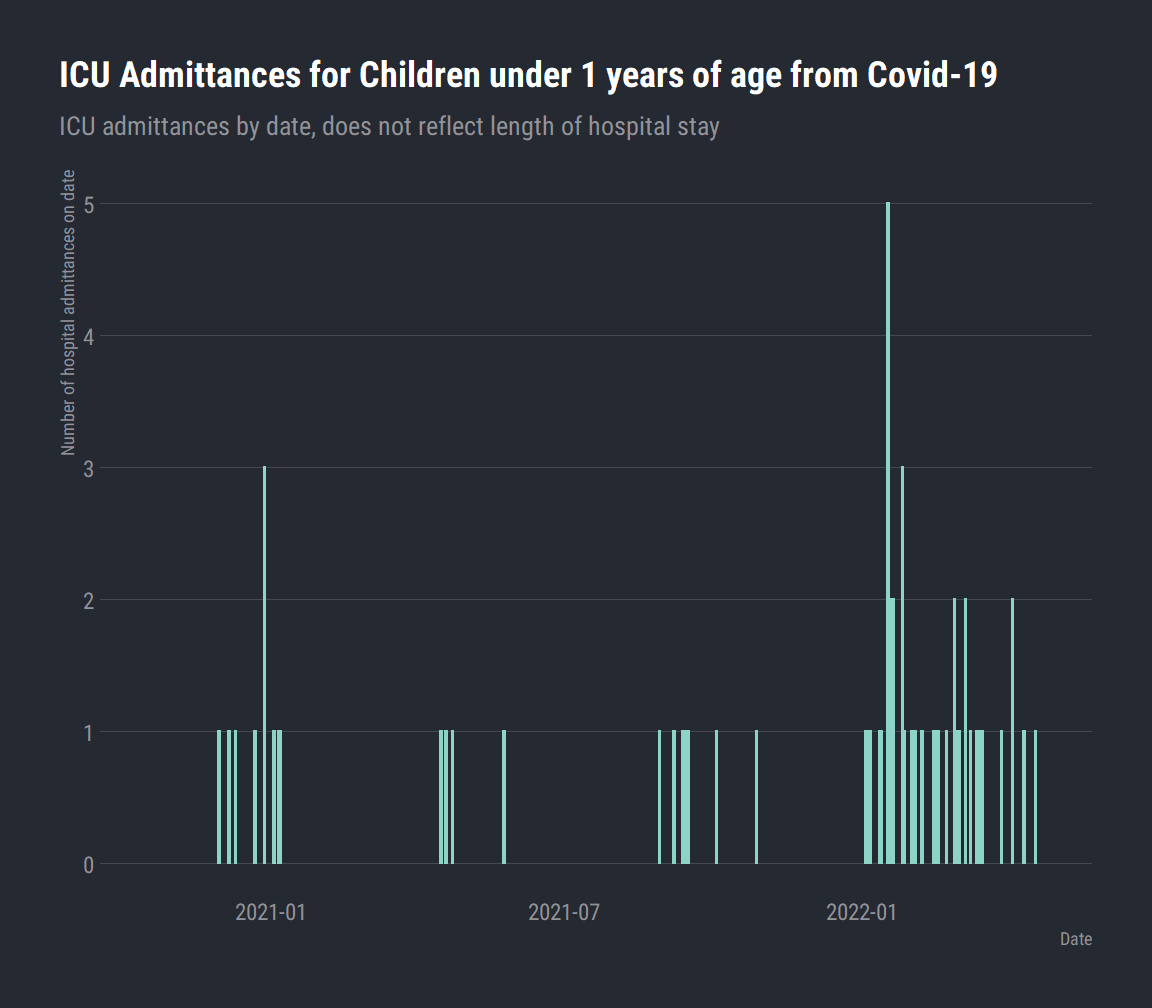 ICU Admittances for Children under 1 years of age from Covid-19
ICU admittances by date, does not reflect length of hospital stay
Number of hospital admittances on date
5
4
3
2
1
0
2021-01
2021-07
2022-01
Date